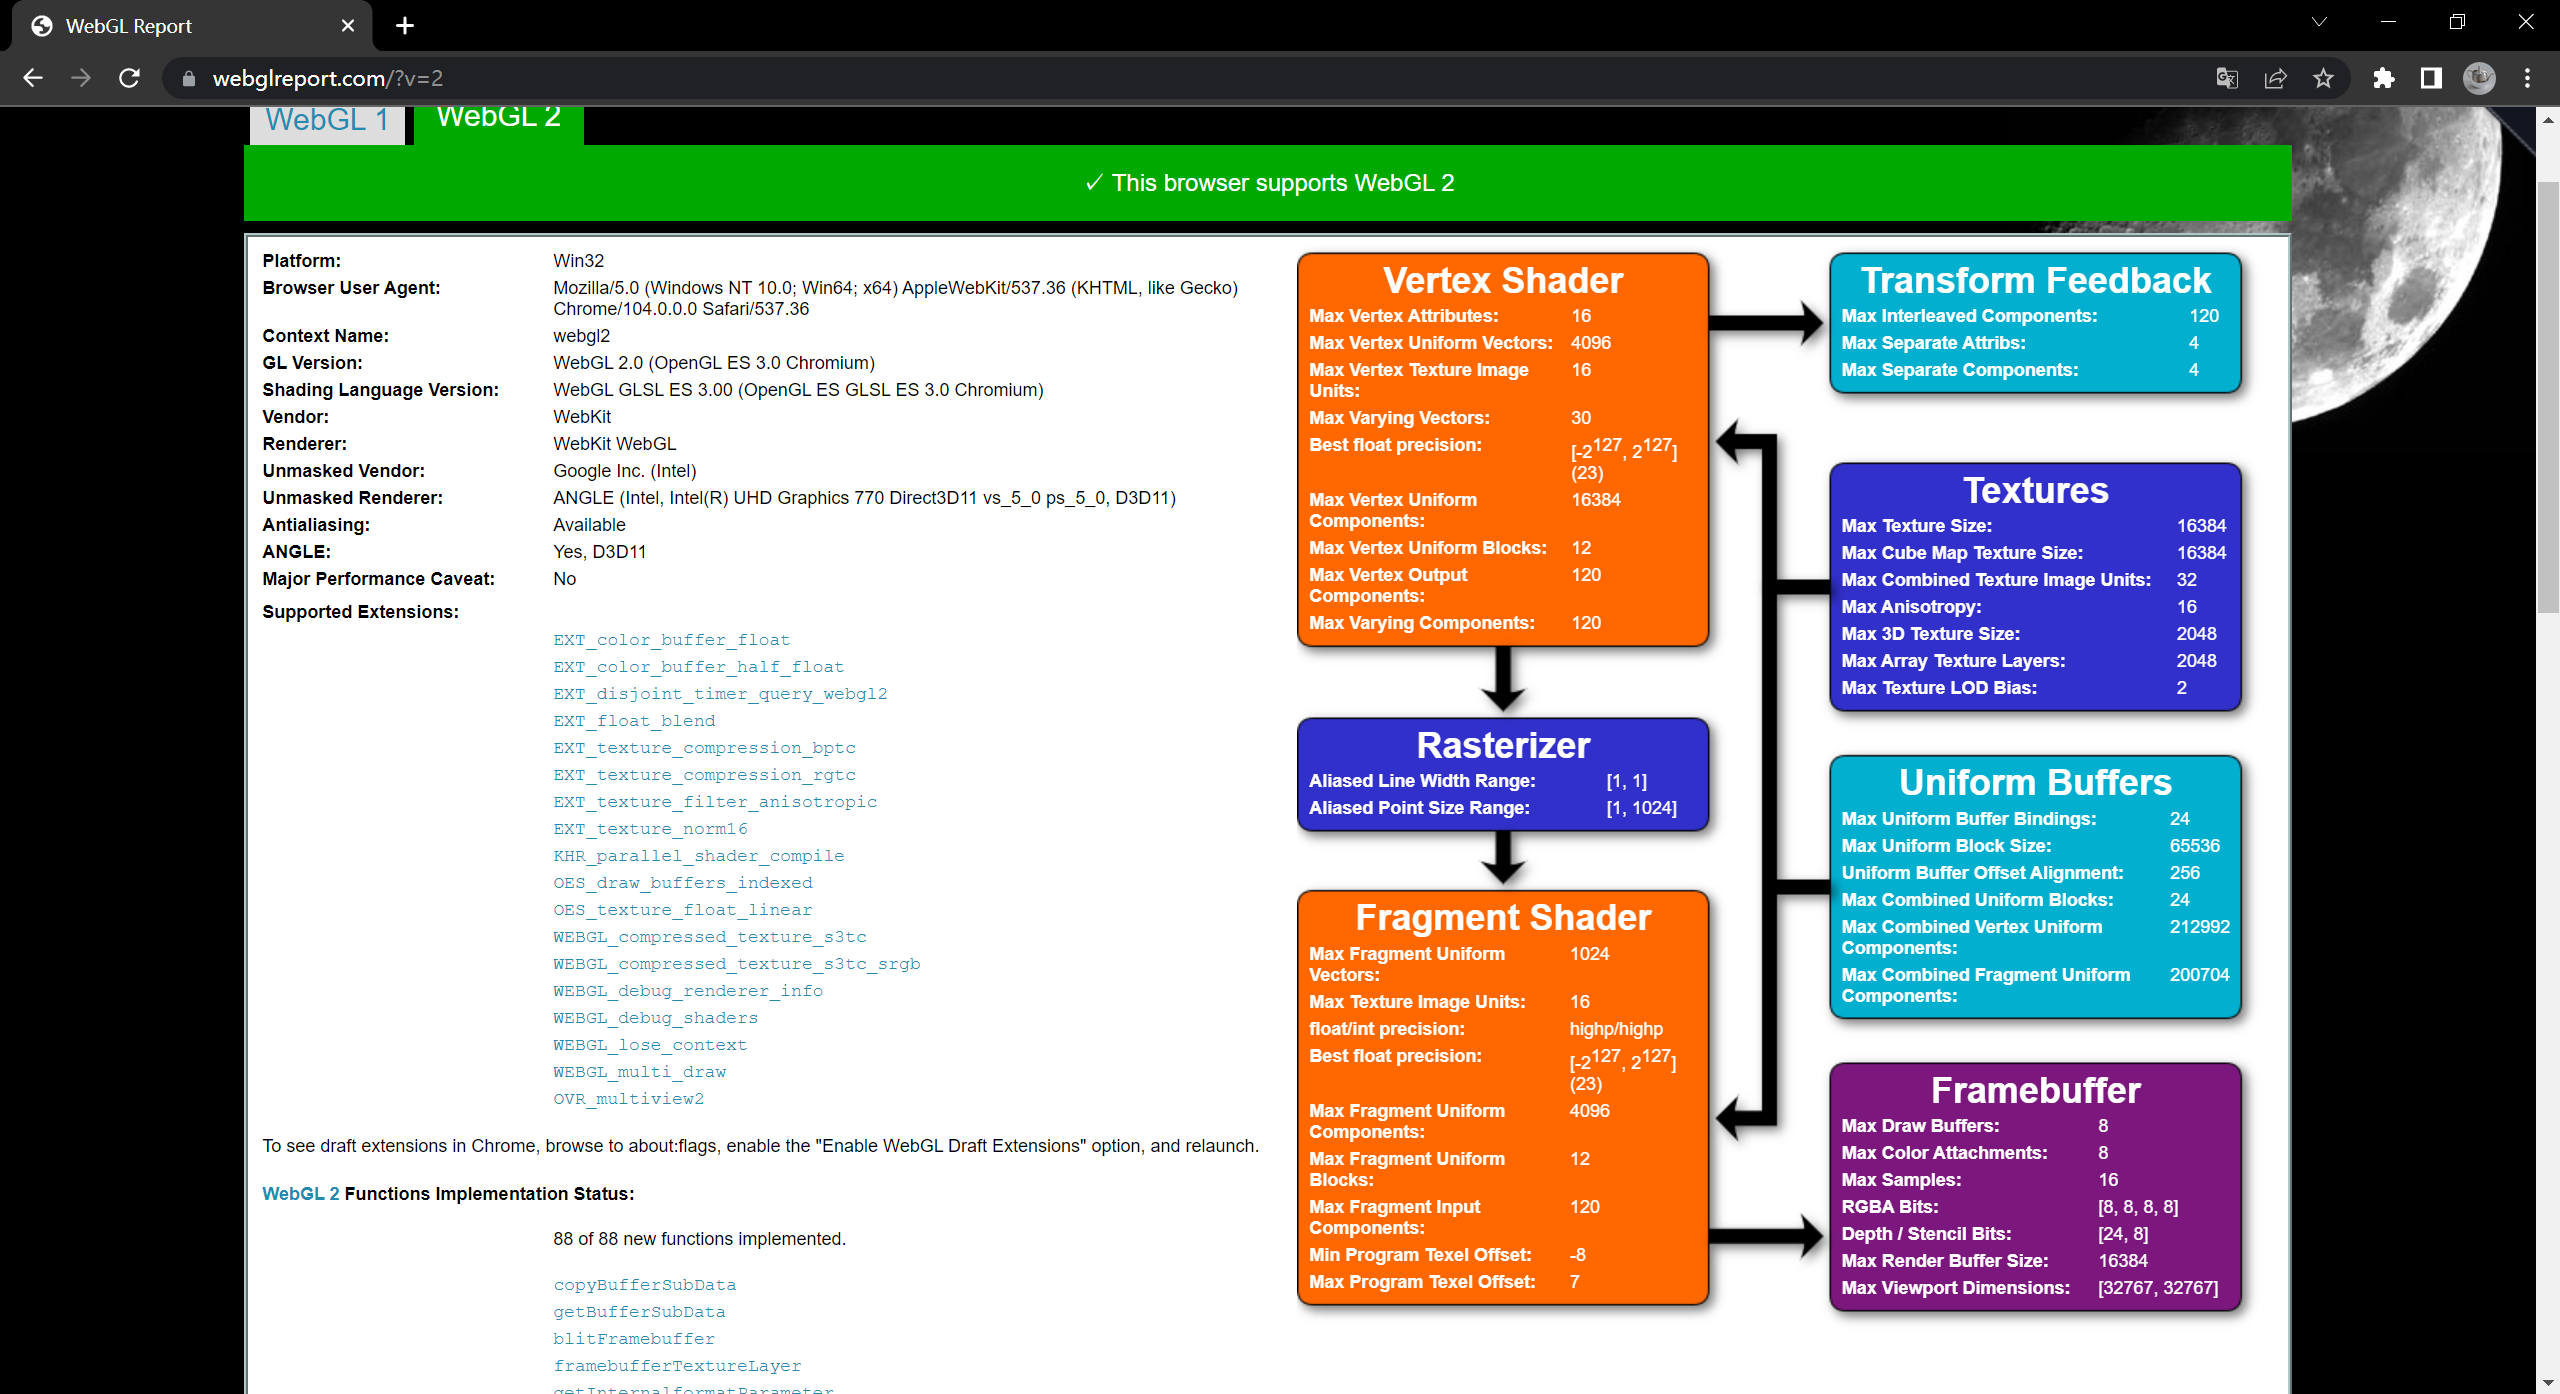 WebGL Report
webglreport.com/?v=2
WebGL 1
WebGL 2
✓ This browser supports WebGL 2
Platform: Win32
Browser User Agent: Mozilla/5.0 (Windows NT 10.0; Win64; x64) AppleWebKit/537.36 (KHTML, like Gecko)
Chrome/104.0.0.0 Safari/537.36
Context Name: webgl2
GL Version: WebGL 2.0 (OpenGL ES 3.0 Chromium)
Shading Language Version: WebGL GLSL ES 3.00 (OpenGL ES GLSL ES 3.0 Chromium)
Vendor: WebKit
Renderer: WebKit WebGL
Unmasked Vendor: Google Inc. (Intel)
Unmasked Renderer: ANGLE (Intel, Intel(R) UHD Graphics 770 Direct3D11 vs_5_0 ps_5_0, D3D11)
Antialiasing: Available
ANGLE: Yes, D3D11
Major Performance Caveat: No
Supported Extensions:
EXT_color_buffer_float
EXT_color_buffer_half_float
EXT_disjoint_timer_query_webgl2
EXT_float_blend
EXT_texture_compression_bptc
EXT_texture_compression_rgtc
EXT_texture_filter_anisotropic
EXT_texture_norm16
KHR_parallel_shader_compile
OES_draw_buffers_indexed
OES_texture_float_linear
WEBGL_compressed_texture_s3tc
WEBGL_compressed_texture_s3tc_srgb
WEBGL_debug_renderer_info
WEBGL_debug_shaders
WEBGL_lose_context
WEBGL_multi_draw
OVR_multiview2
To see draft extensions in Chrome, browse to about:flags, enable the "Enable WebGL Draft Extensions" option, and relaunch.
WebGL 2 Functions Implementation Status:
88 of 88 new functions implemented.
copyBufferSubData
getBufferSubData
blitFramebuffer
framebufferTextureLayer
getInternalformatParameter
Vertex Shader
Max Vertex Attributes: 16
Max Vertex Uniform Vectors: 4096
Max Vertex Texture Image 16
Units:
Max Varying Vectors: 30
Best float precision: [-2^127, 2^127]
(23)
Max Vertex Uniform 16384
Components:
Max Vertex Uniform Blocks: 12
Max Vertex Output 120
Components:
Max Varying Components: 120
Rasterizer
Aliased Line Width Range: [1, 1]
Aliased Point Size Range: [1, 1024]
Fragment Shader
Max Fragment Uniform 1024
Vectors:
Max Texture Image Units: 16
float/int precision: highp/highp
Best float precision: [-2^127, 2^127]
(23)
Max Fragment Uniform 4096
Components:
Max Fragment Uniform 12
Blocks:
Max Fragment Input 120
Components:
Min Program Texel Offset: -8
Max Program Texel Offset: 7
Transform Feedback
Max Interleaved Components: 120
Max Separate Attribs: 4
Max Separate Components: 4
Textures
Max Texture Size: 16384
Max Cube Map Texture Size: 16384
Max Combined Texture Image Units: 32
Max Anisotropy: 16
Max 3D Texture Size: 2048
Max Array Texture Layers: 2048
Max Texture LOD Bias: 2
Uniform Buffers
Max Uniform Buffer Bindings: 24
Max Uniform Block Size: 65536
Uniform Buffer Offset Alignment: 256
Max Combined Uniform Blocks: 24
Max Combined Vertex Uniform 212992
Components:
Max Combined Fragment Uniform 200704
Components:
Framebuffer
Max Draw Buffers: 8
Max Color Attachments: 8
Max Samples: 16
RGBA Bits: [8, 8, 8, 8]
Depth / Stencil Bits: [24, 8]
Max Render Buffer Size: 16384
Max Viewport Dimensions: [32767, 32767]